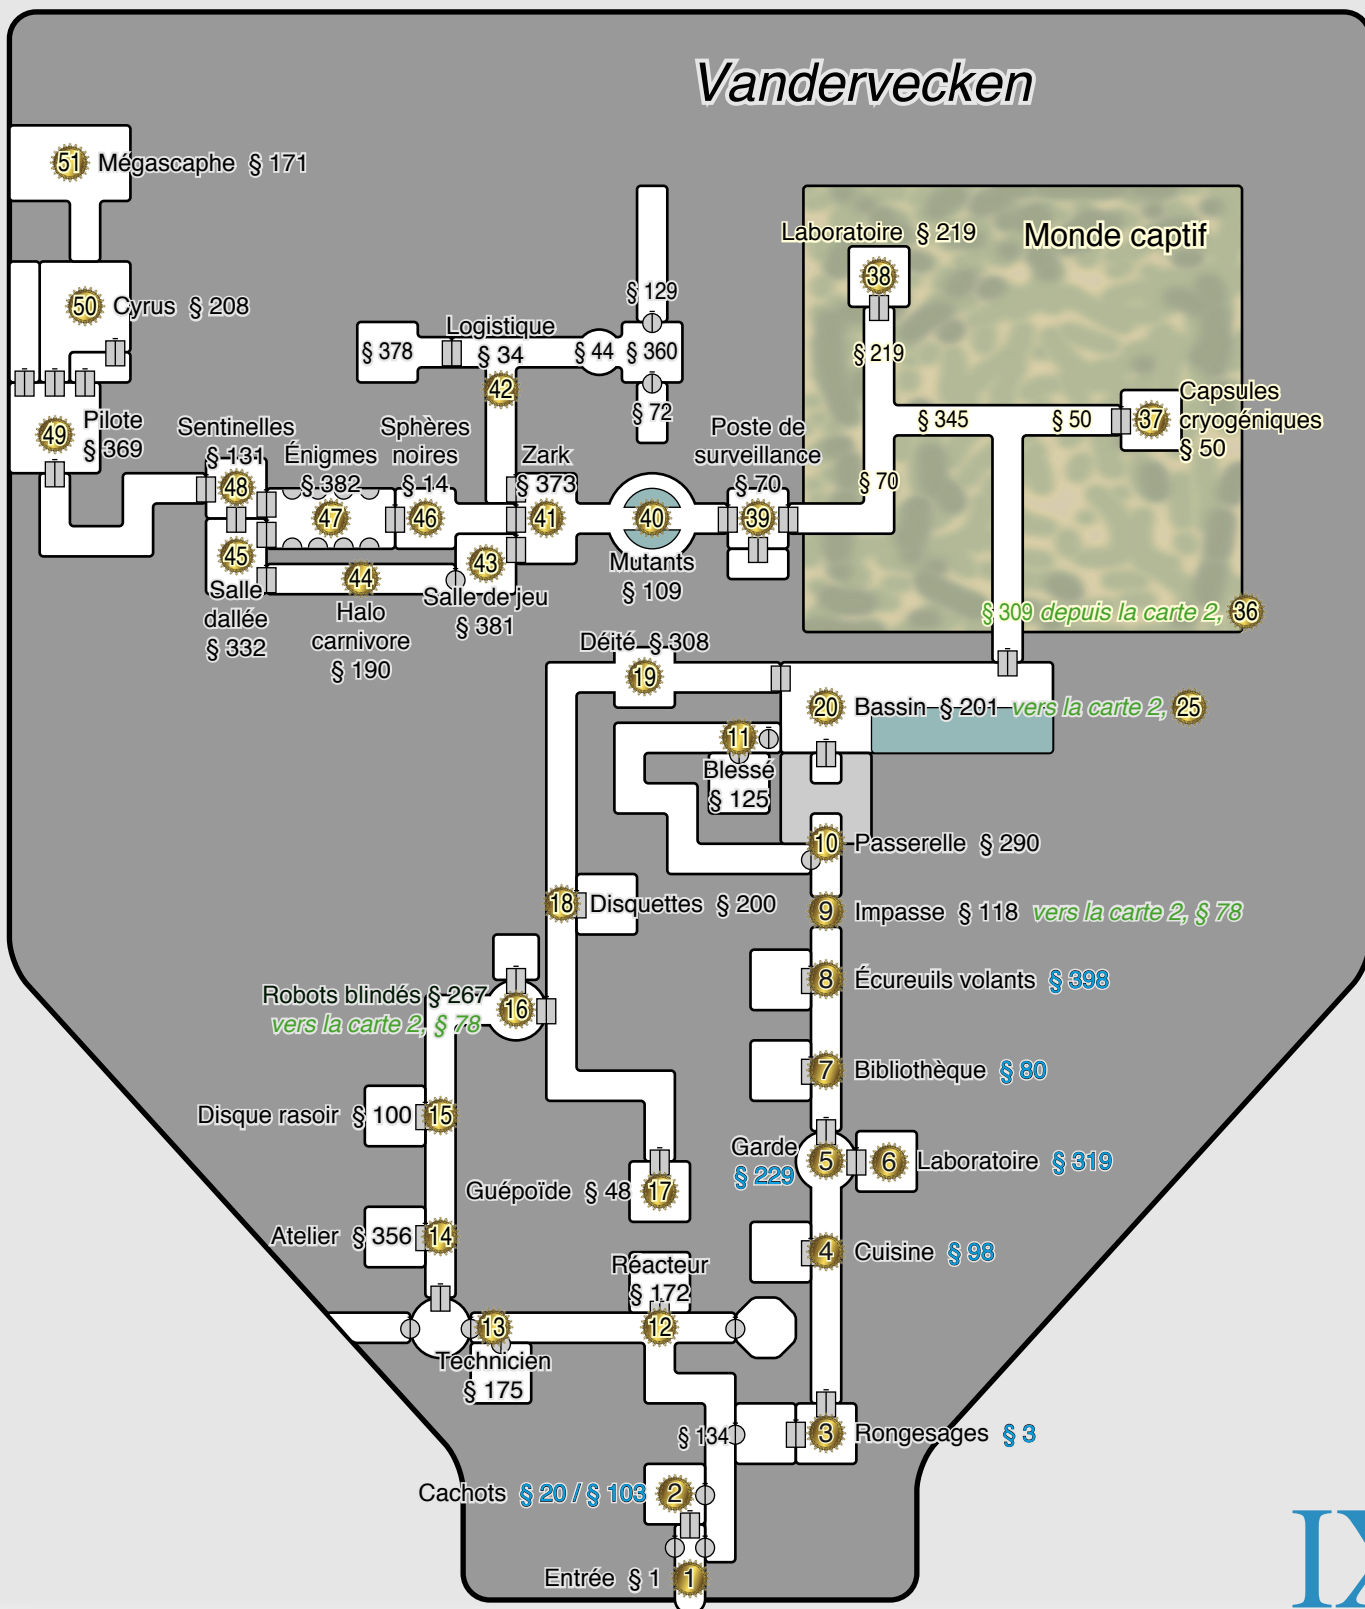 Vandervecken
51 Mégascaphe § 171
50 Cyrus § 208
49 Pilote
§ 369
Sentinelles
§ 131
48
Énigmes
§ 382
47
Sphères
noires
§ 14
46
Zark
§ 373
41
45
Salle
dallée
§ 332
44
Halo
carnivore
§ 190
43
Salle de jeu
§ 381
§ 378
Logistique
§ 34
42
§ 44
§ 360
§ 129
§ 72
40
Mutants
§ 109
Poste de
surveillance
§ 70
39
Monde captif
Laboratoire § 219
38
§ 219
§ 345
§ 50
§ 70
37
Capsules
cryogéniques
§ 50
§ 309 depuis la carte 2, 36
Déité § 308
19
20 Bassin § 201 vers la carte 2, 25
11
Blessé
§ 125
10 Passerelle § 290
18 Disquettes § 200
9 Impasse § 118 vers la carte 2, § 78
8 Écureuils volants § 398
Robots blindés § 267
vers la carte 2, § 78
16
7 Bibliothèque § 80
Disque rasoir § 100 15
Garde
§ 229
5
6 Laboratoire § 319
Guépoïde § 48 17
Atelier § 356 14
4 Cuisine § 98
Réacteur
§ 172
12
13
Technicien
§ 175
§ 134
3 Rongesages § 3
Cachots § 20 / § 103 2
Entrée § 1 1
IX